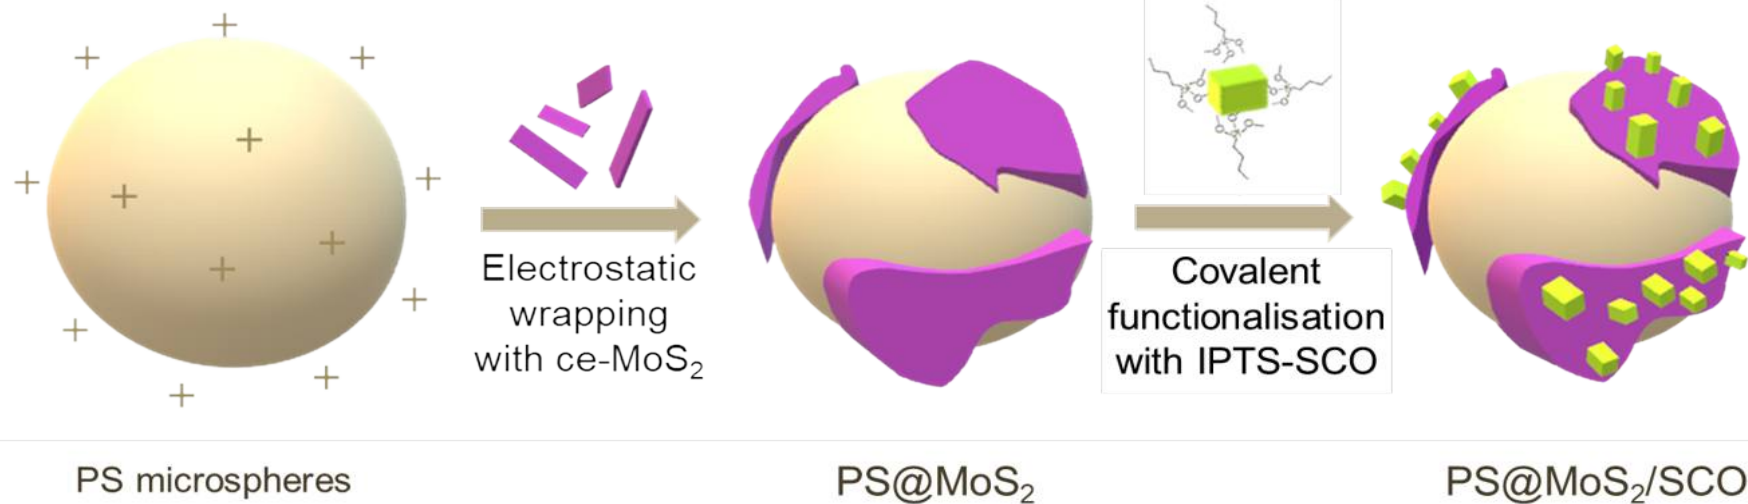 Electrostatic
wrapping
with ce-MoS₂
Covalent
functionalisation
with IPTS-SCO
PS microspheres
PS@MoS₂
PS@MoS₂/SCO